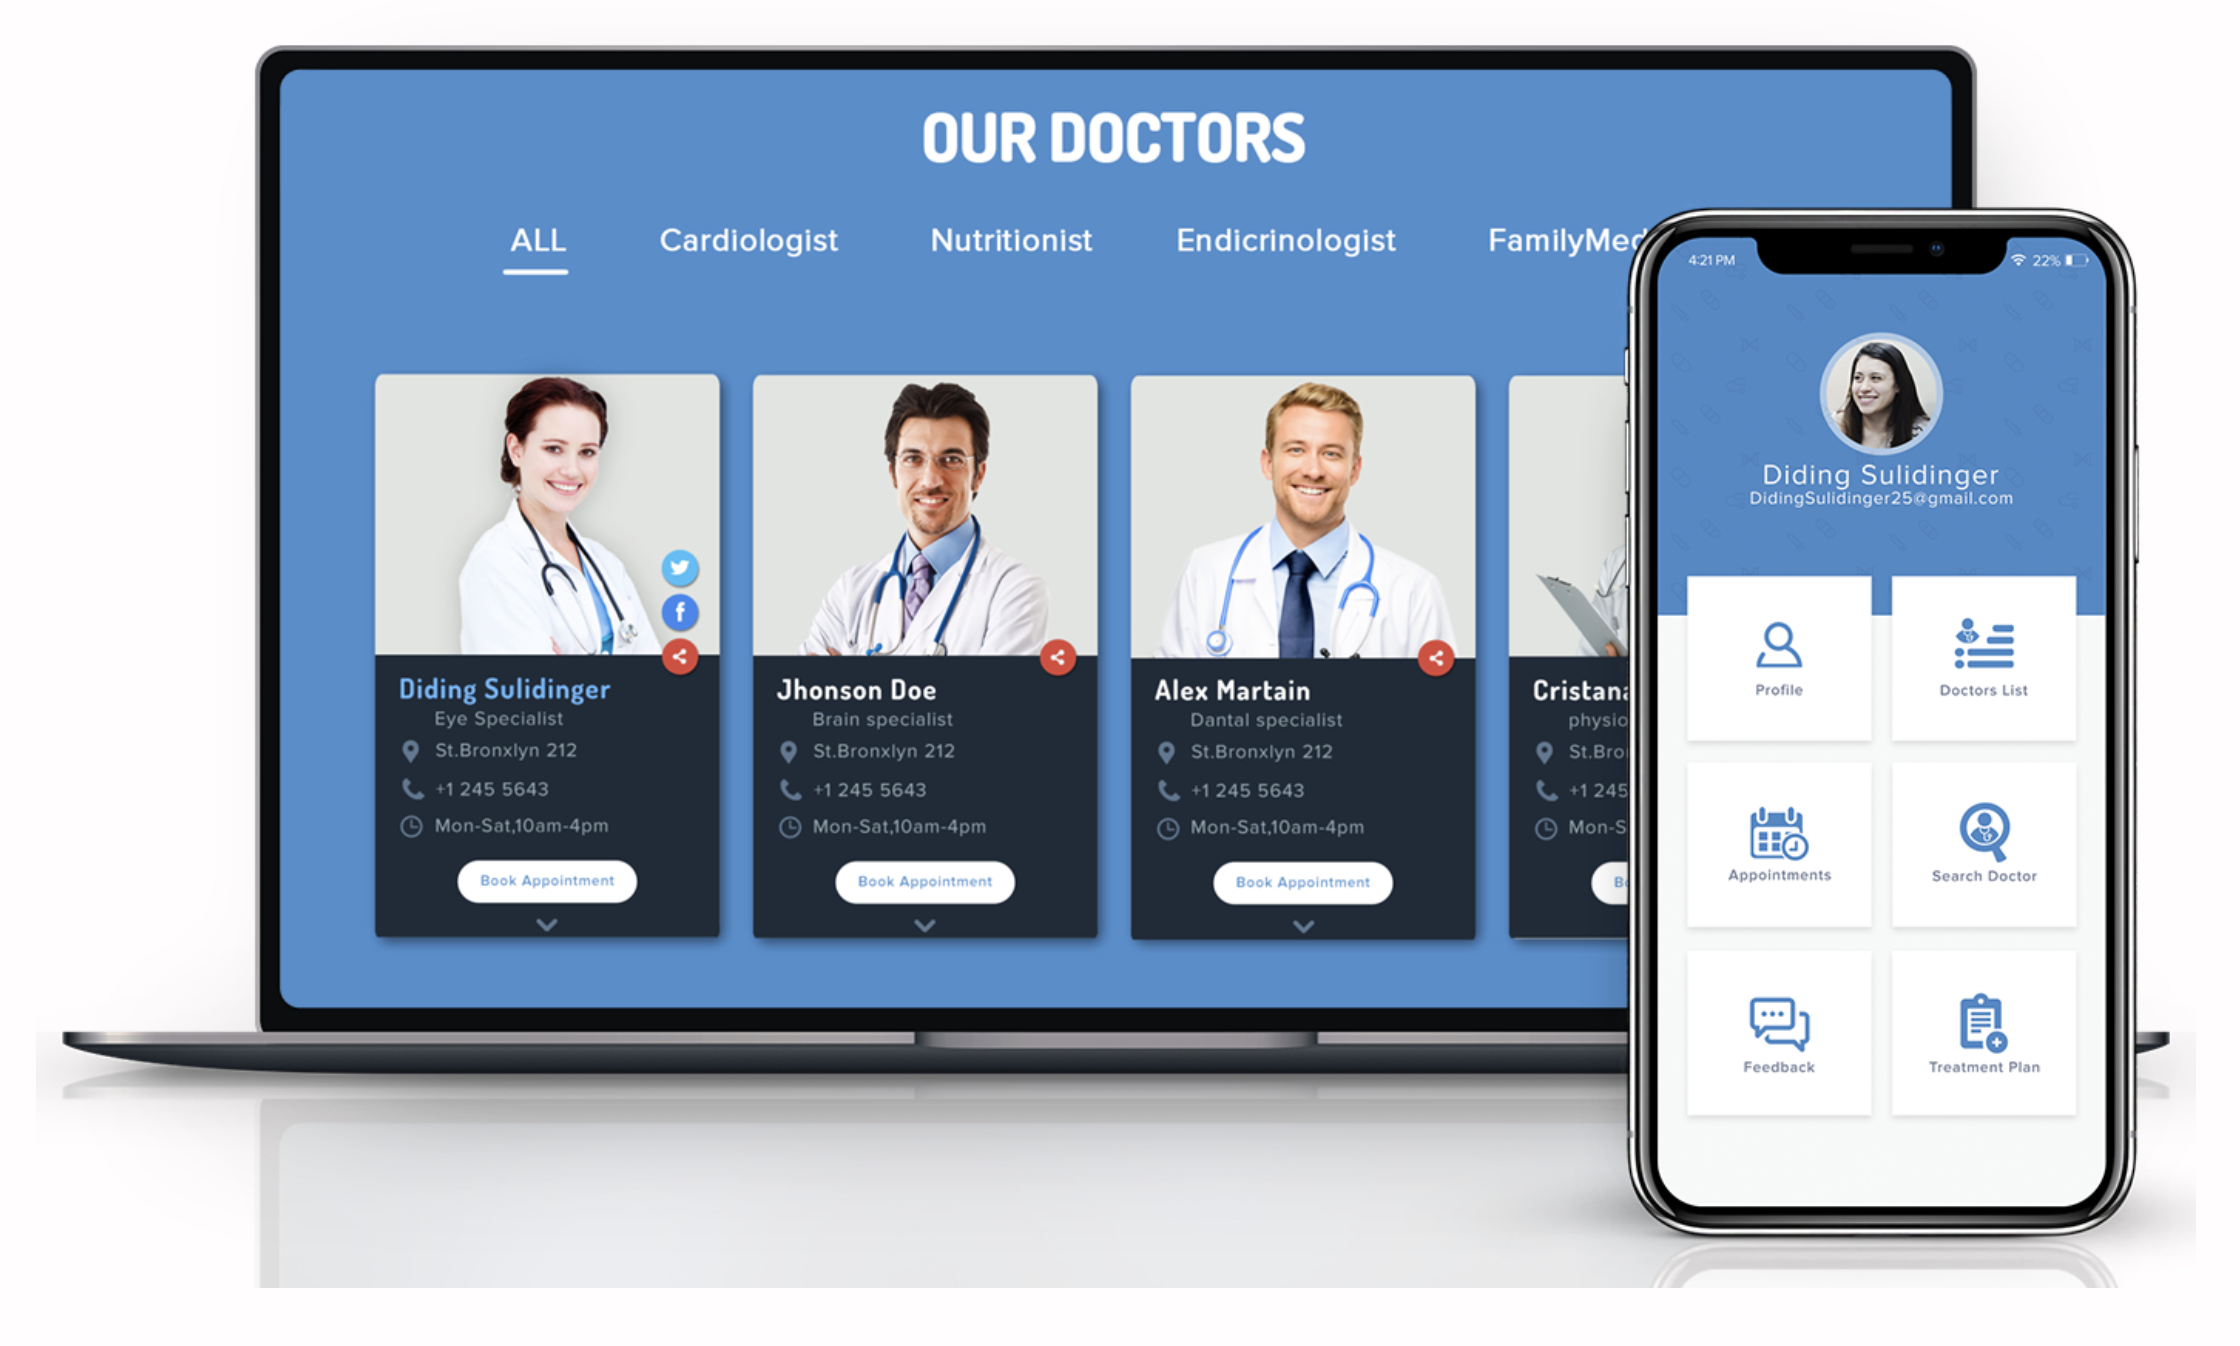 OUR DOCTORS
ALL Cardiologist Nutritionist Endicrinologist FamilyMed
Diding Sulidinger
Eye Specialist
St.Bronxlyn 212
+1 245 5643
Mon-Sat,10am-4pm
Book Appointment
Jhonson Doe
Brain specialist
St.Bronxlyn 212
+1 245 5643
Mon-Sat,10am-4pm
Book Appointment
Alex Martain
Dantal specialist
St.Bronxlyn 212
+1 245 5643
Mon-Sat,10am-4pm
Book Appointment
Cristana
physio
St.Bro
+1 245
Mon-S
B
4:21 PM 22%
Diding Sulidinger
DidingSulidinger25@gmail.com
Profile
Doctors List
Appointments
Search Doctor
Feedback
Treatment Plan